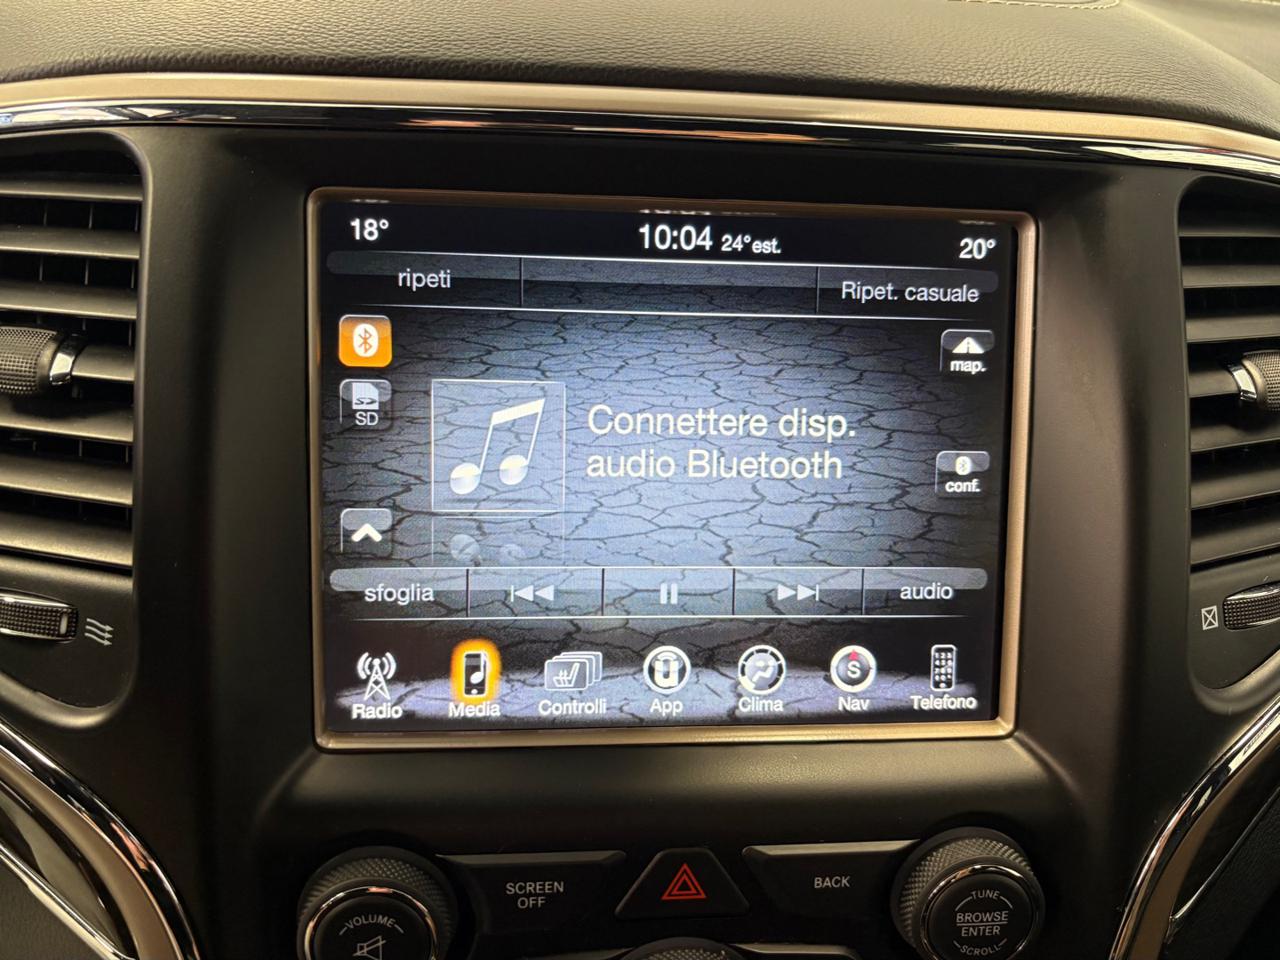 18°
10:04 24°est.
20°
ripeti
Ripet. casuale
map.
SD
Connettere disp.
audio Bluetooth
conf.
sfoglia
audio
Radio
Media
Controlli
App
S
Clima
Nav
Telefono
SCREEN
OFF
BACK
VOLUME
TUNE
BROWSE
ENTER
SCROLL